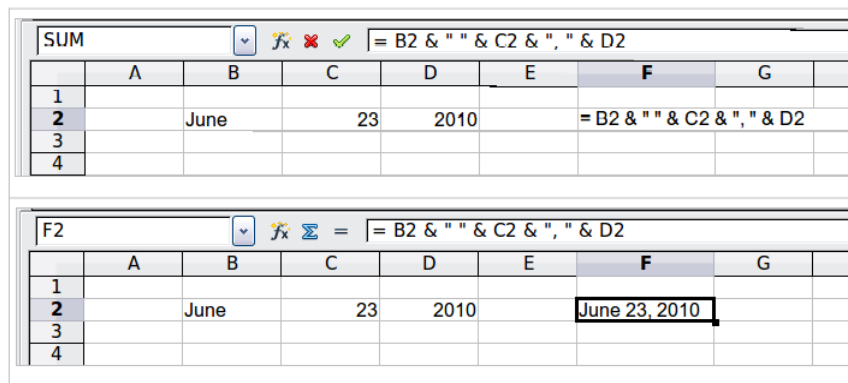 SUM = B2 & " " & C2 & ", " & D2
A B C D E F G
1
2 June 23 2010 = B2 & " " & C2 & ", " & D2
3
4
F2 = = B2 & " " & C2 & ", " & D2
A B C D E F G
1
2 June 23 2010 June 23, 2010
3
4